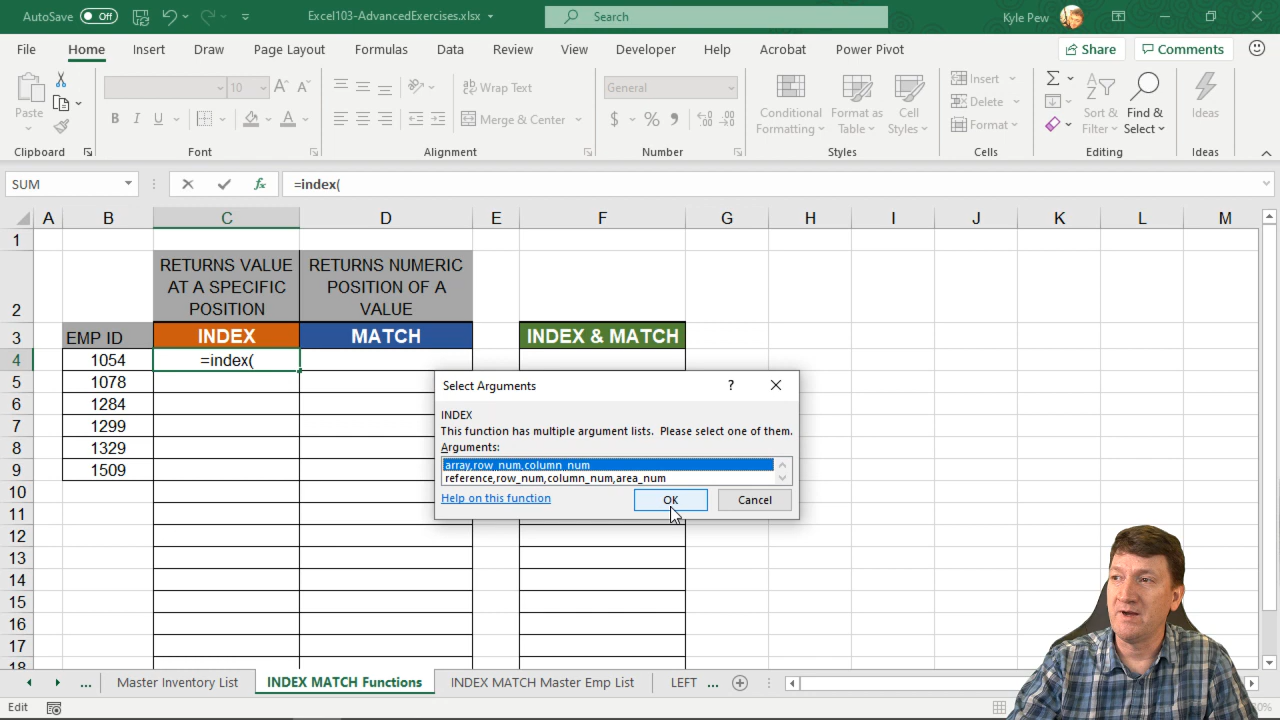 AutoSave Off Excel103-AdvancedExercises.xlsx Search Kyle Pew
File Home Insert Draw Page Layout Formulas Data Review View Developer Help Acrobat Power Pivot Share Comments
Paste 10 A A Wrap Text General Conditional Formatting Format as Table Cell Styles Insert Sort & Filter Find & Select Ideas
B I U A Merge & Center $ % Delete
Format
Clipboard Font Alignment Number Styles Cells Editing Ideas
SUM fx =index(
A B C D E F G H I J K L M
1
RETURNS VALUE AT A SPECIFIC POSITION RETURNS NUMERIC POSITION OF A VALUE
2
3 EMP ID INDEX MATCH INDEX & MATCH
4 1054 =index(
5 1078
6 1284
7 1299
8 1329
9 1509
10
11
12
13
14
15
16
17
18
Select Arguments ?
INDEX
This function has multiple argument lists. Please select one of them.
Arguments:
array,row_num,column_num
reference,row_num,column_num,area_num
Help on this function OK Cancel
... Master Inventory List INDEX MATCH Functions INDEX MATCH Master Emp List LEFT ...
Edit